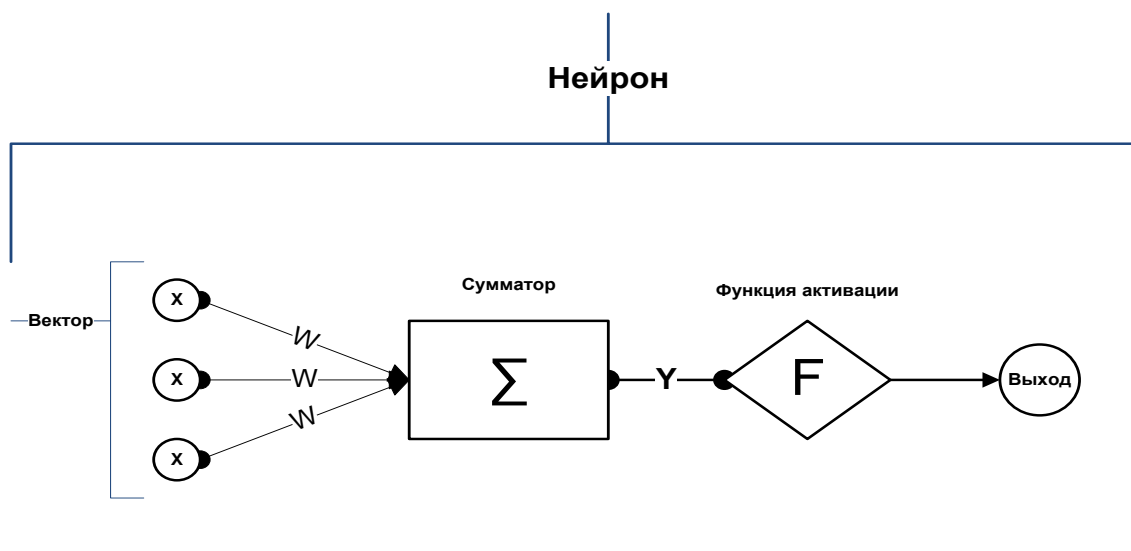 Нейрон
Сумматор
Функция активации
Вектор
X
W
X
W
X
W
Σ
Y
F
Выход